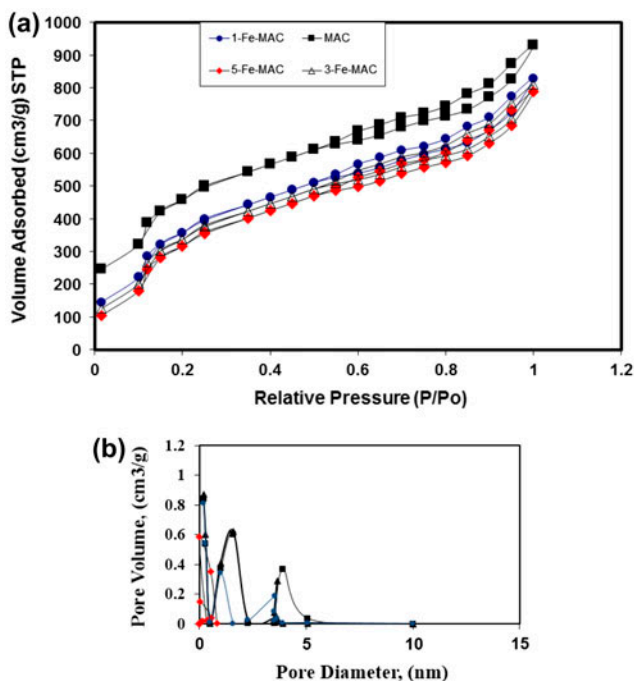 (a)
1000
900
800
700
600
500
400
300
200
100
0
Volume Adsorbed (cm3/g) STP
1-Fe-MAC
MAC
5-Fe-MAC
3-Fe-MAC
0 0.2 0.4 0.6 0.8 1 1.2
Relative Pressure (P/Po)
(b)
1.2
1
0.8
0.6
0.4
0.2
0
Pore Volume, (cm3/g)
0 5 10 15
Pore Diameter, (nm)